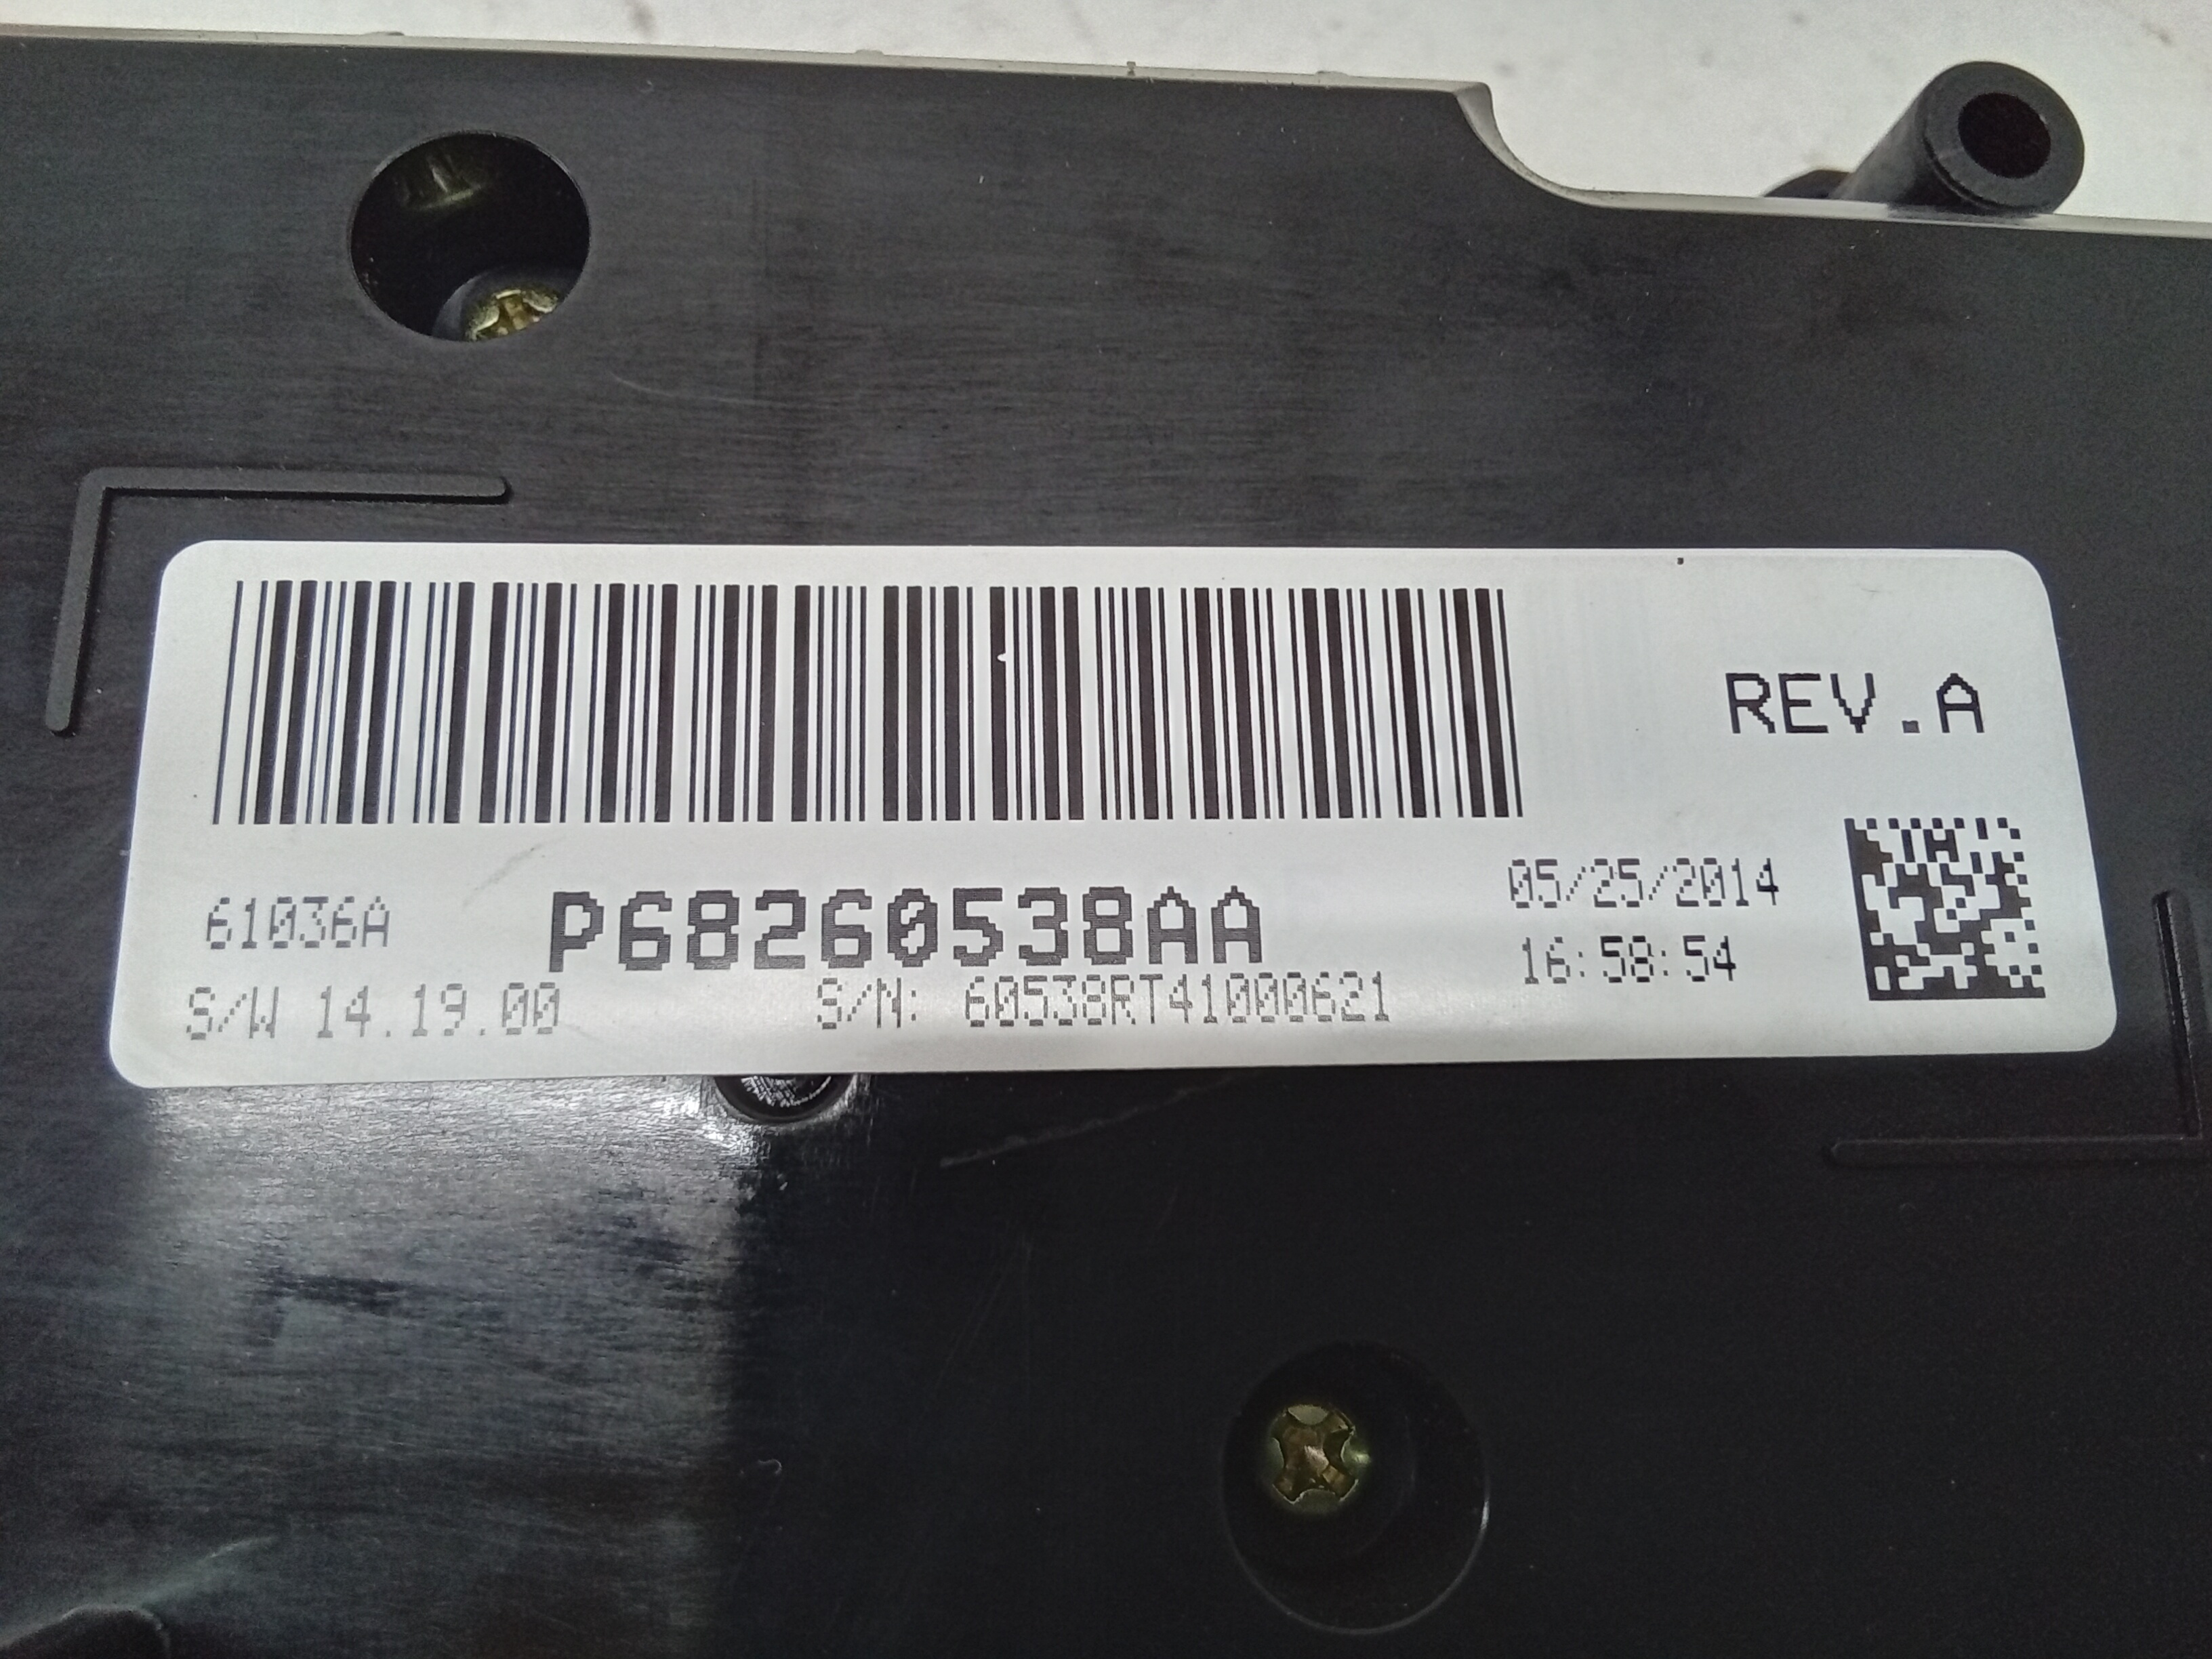 REV.A
61036A P68260538AA 05/25/2014
16:58:54
S/W 14.19.00 S/N: 60538RT41000621